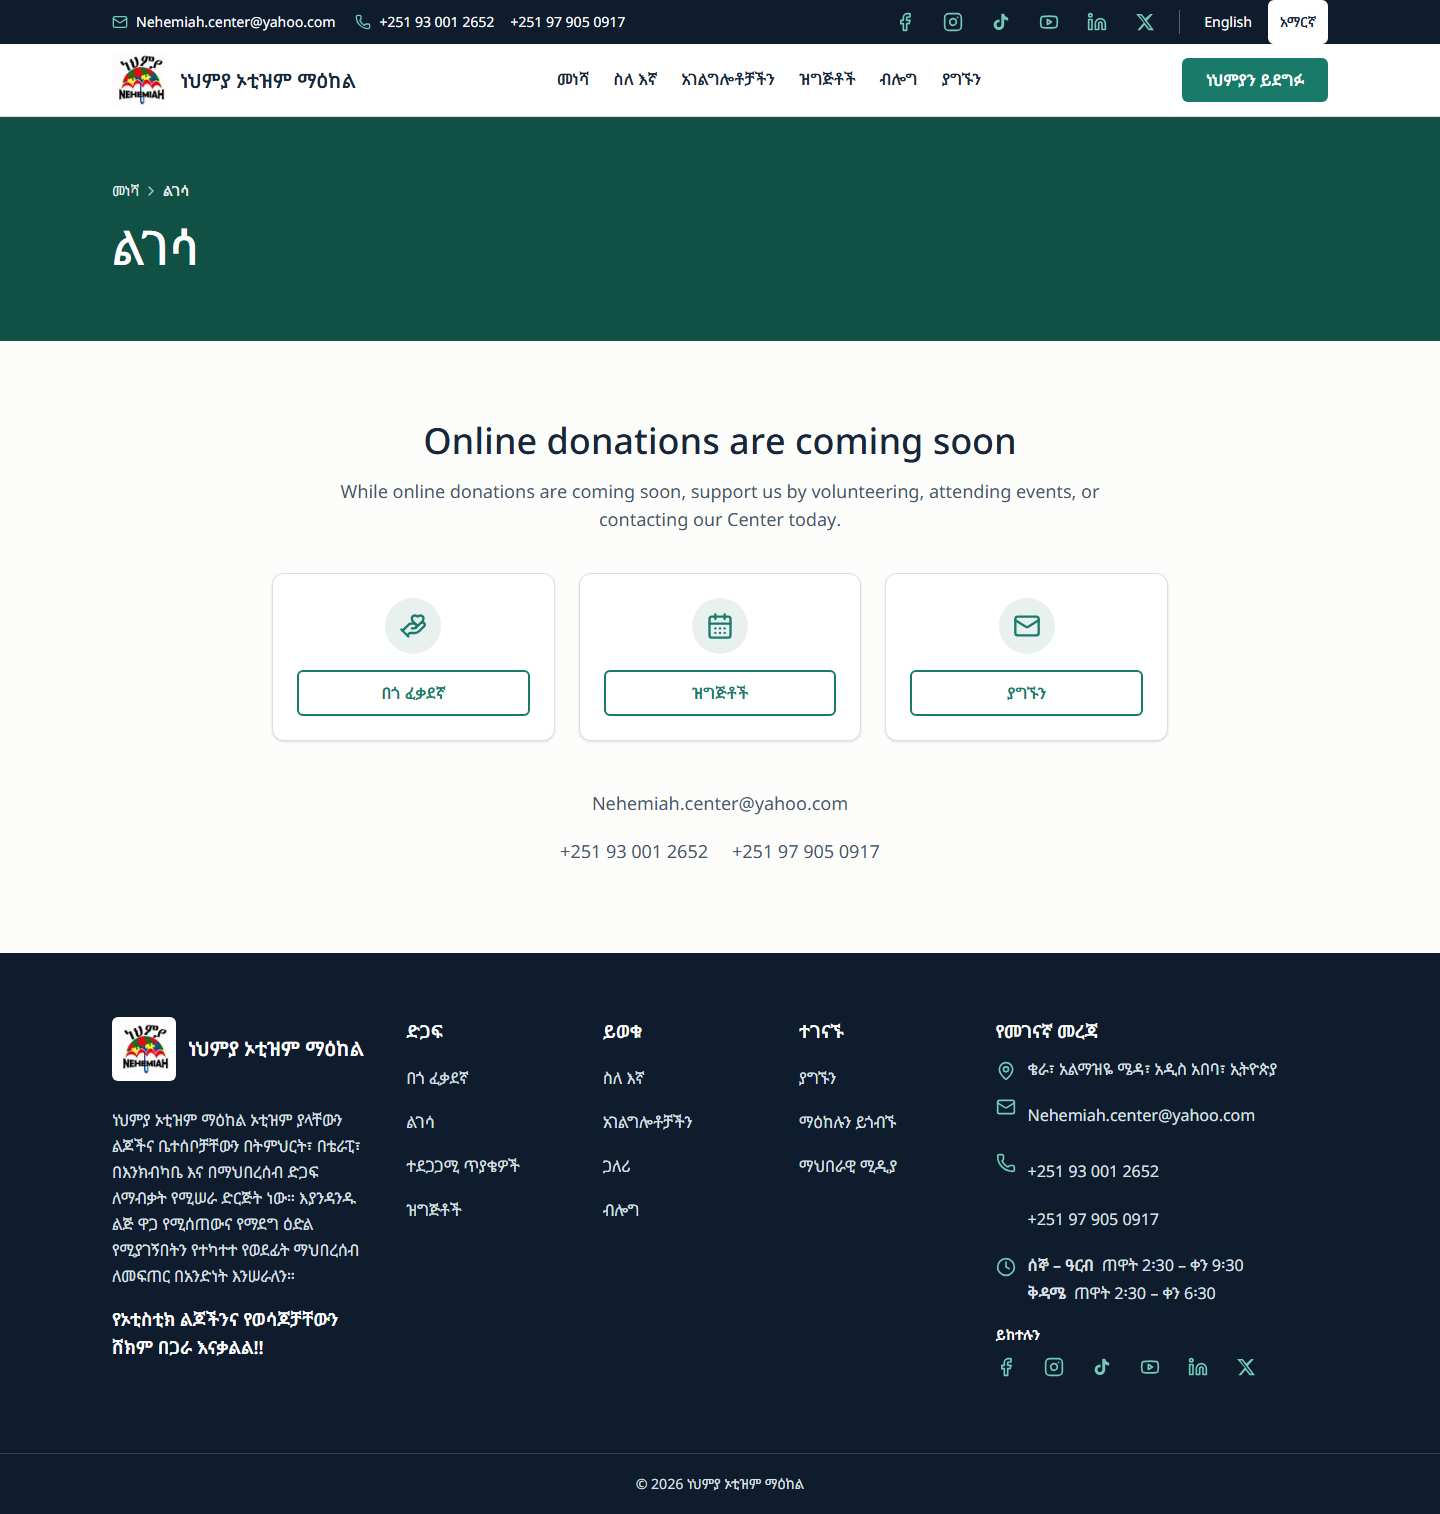 Nehemiah.center@yahoo.com +251 93 001 2652 +251 97 905 0917 English አማርኛ
ነህምያ
NEHEMIAH
ነህምያ ኦቲዝም ማዕከል መነሻ ስለ እኛ አገልግሎቶቻችን ዝግጅቶች ብሎግ ያግኙን ነህምያን ይደግፉ
መነሻ ልገሳ
ልገሳ
Online donations are coming soon
While online donations are coming soon, support us by volunteering, attending events, or
contacting our Center today.
በጎ ፈቃደኛ ዝግጅቶች ያግኙን
Nehemiah.center@yahoo.com
+251 93 001 2652 +251 97 905 0917
ነህምያ
NEHEMIAH
ነህምያ ኦቲዝም ማዕከል
ነህምያ ኦቲዝም ማዕከል ኦቲዝም ያላቸውን
ልጆችና ቤተሰቦቻቸውን በትምህርት፣ በቴራፒ፣
በእንክብካቤ እና በማህበረሰብ ድጋፍ
ለማብቃት የሚሠራ ድርጅት ነው። እያንዳንዱ
ልጅ ዋጋ የሚሰጠውና የማደግ ዕድል
የሚያገኝበትን የተካተተ የወደፊት ማህበረሰብ
ለመፍጠር በአንድነት እንሠራለን።
የኦቲስቲክ ልጆችንና የወሳጆቻቸውን
ሸክም በጋራ እናቃልል!!
ድጋፍ
በጎ ፈቃደኛ
ልገሳ
ተደጋጋሚ ጥያቄዎች
ዝግጅቶች
ይወቁ
ስለ እኛ
አገልግሎቶቻችን
ጋለሪ
ብሎግ
ተገናኙ
ያግኙን
ማዕከሉን ይጎብኙ
ማህበራዊ ሚዲያ
የመገናኛ መረጃ
ቄራ፣ አልማዝዬ ሜዳ፣ አዲስ አበባ፣ ኢትዮጵያ
Nehemiah.center@yahoo.com
+251 93 001 2652
+251 97 905 0917
ሰኞ – ዓርብ ጠዋት 2፡30 – ቀን 9፡30
ቅዳሜ ጠዋት 2፡30 – ቀን 6፡30
ይከተሉን
© 2026 ነህምያ ኦቲዝም ማዕከል